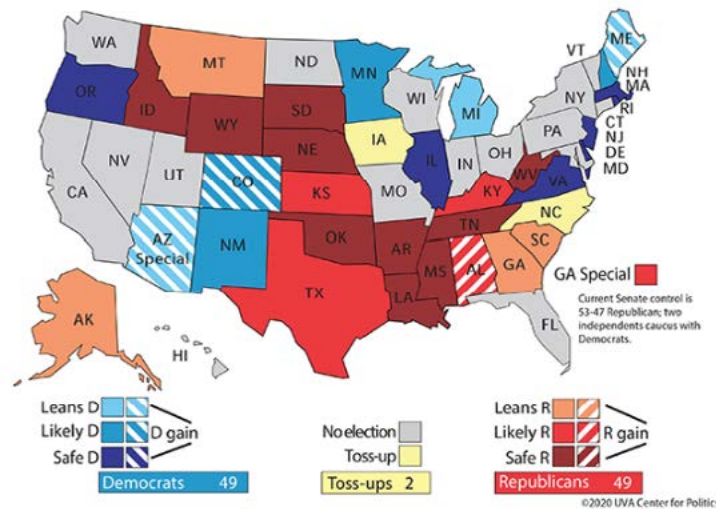 WA
OR
CA
NV
ID
MT
WY
UT
AZ
Special
CO
NM
ND
SD
NE
KS
OK
TX
MN
IA
MO
AR
LA
WI
IL
MI
IN
OH
KY
TN
MS
AL
GA
SC
NC
VA
WV
PA
NY
VT
ME
NH
MA
RI
CT
NJ
DE
MD
FL
AK
HI
GA Special
Current Senate control is
53-47 Republican; two
independents caucus with
Democrats.
Leans D
Likely D
D gain
Safe D
Democrats 49
No election
Toss-up
Toss-ups 2
Leans R
Likely R
R gain
Safe R
Republicans 49
©2020 UVA Center for Politics